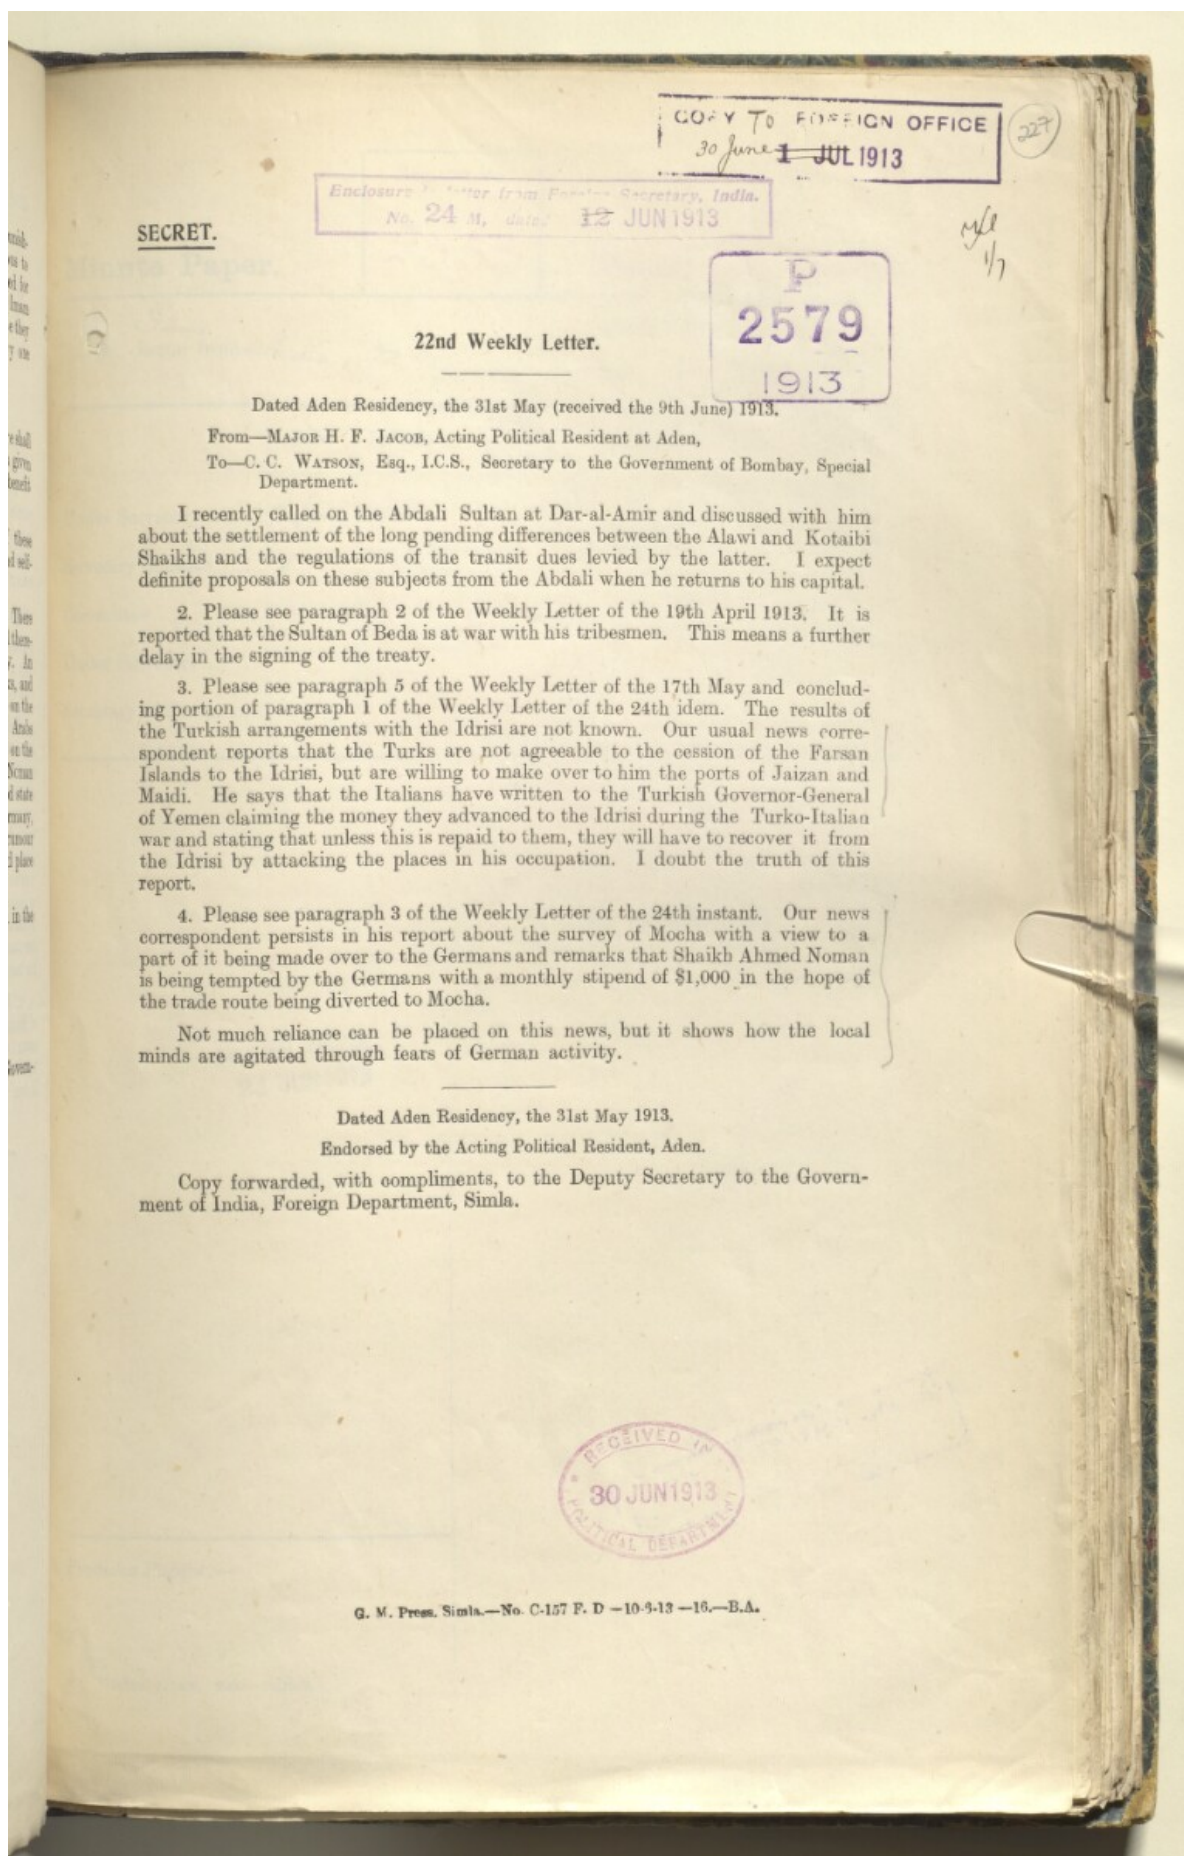 COPY TO FOREIGN OFFICE
30 June 1 JUL 1913
227
Enclosure letter from Foreign Secretary, India.
No. 24 M, dated 12 JUN 1913
SECRET.
1/7
P
2579
1913
22nd Weekly Letter.
Dated Aden Residency, the 31st May (received the 9th June) 1913.
From—MAJOR H. F. JACOB, Acting Political Resident at Aden,
To—C. C. WATSON, Esq., I.C.S., Secretary to the Government of Bombay, Special
Department.
I recently called on the Abdali Sultan at Dar-al-Amir and discussed with him
about the settlement of the long pending differences between the Alawi and Kotaibi
Shaikhs and the regulations of the transit dues levied by the latter. I expect
definite proposals on these subjects from the Abdali when he returns to his capital.
2. Please see paragraph 2 of the Weekly Letter of the 19th April 1913. It is
reported that the Sultan of Beda is at war with his tribesmen. This means a further
delay in the signing of the treaty.
3. Please see paragraph 5 of the Weekly Letter of the 17th May and conclud-
ing portion of paragraph 1 of the Weekly Letter of the 24th idem. The results of
the Turkish arrangements with the Idrisi are not known. Our usual news corre-
spondent reports that the Turks are not agreeable to the cession of the Farsan
Islands to the Idrisi, but are willing to make over to him the ports of Jaizan and
Maidi. He says that the Italians have written to the Turkish Governor-General
of Yemen claiming the money they advanced to the Idrisi during the Turko-Italian
war and stating that unless this is repaid to them, they will have to recover it from
the Idrisi by attacking the places in his occupation. I doubt the truth of this
report.
4. Please see paragraph 3 of the Weekly Letter of the 24th instant. Our news
correspondent persists in his report about the survey of Mocha with a view to a
part of it being made over to the Germans and remarks that Shaikh Ahmed Noman
is being tempted by the Germans with a monthly stipend of $1,000 in the hope of
the trade route being diverted to Mocha.
Not much reliance can be placed on this news, but it shows how the local
minds are agitated through fears of German activity.
Dated Aden Residency, the 31st May 1913.
Endorsed by the Acting Political Resident, Aden.
Copy forwarded, with compliments, to the Deputy Secretary to the Govern-
ment of India, Foreign Department, Simla.
RECEIVED IN
30 JUN 1913
POLITICAL DEPARTMENT
G. M. Press, Simla.—No. C-157 F. D —10-6-13 —16.—B.A.